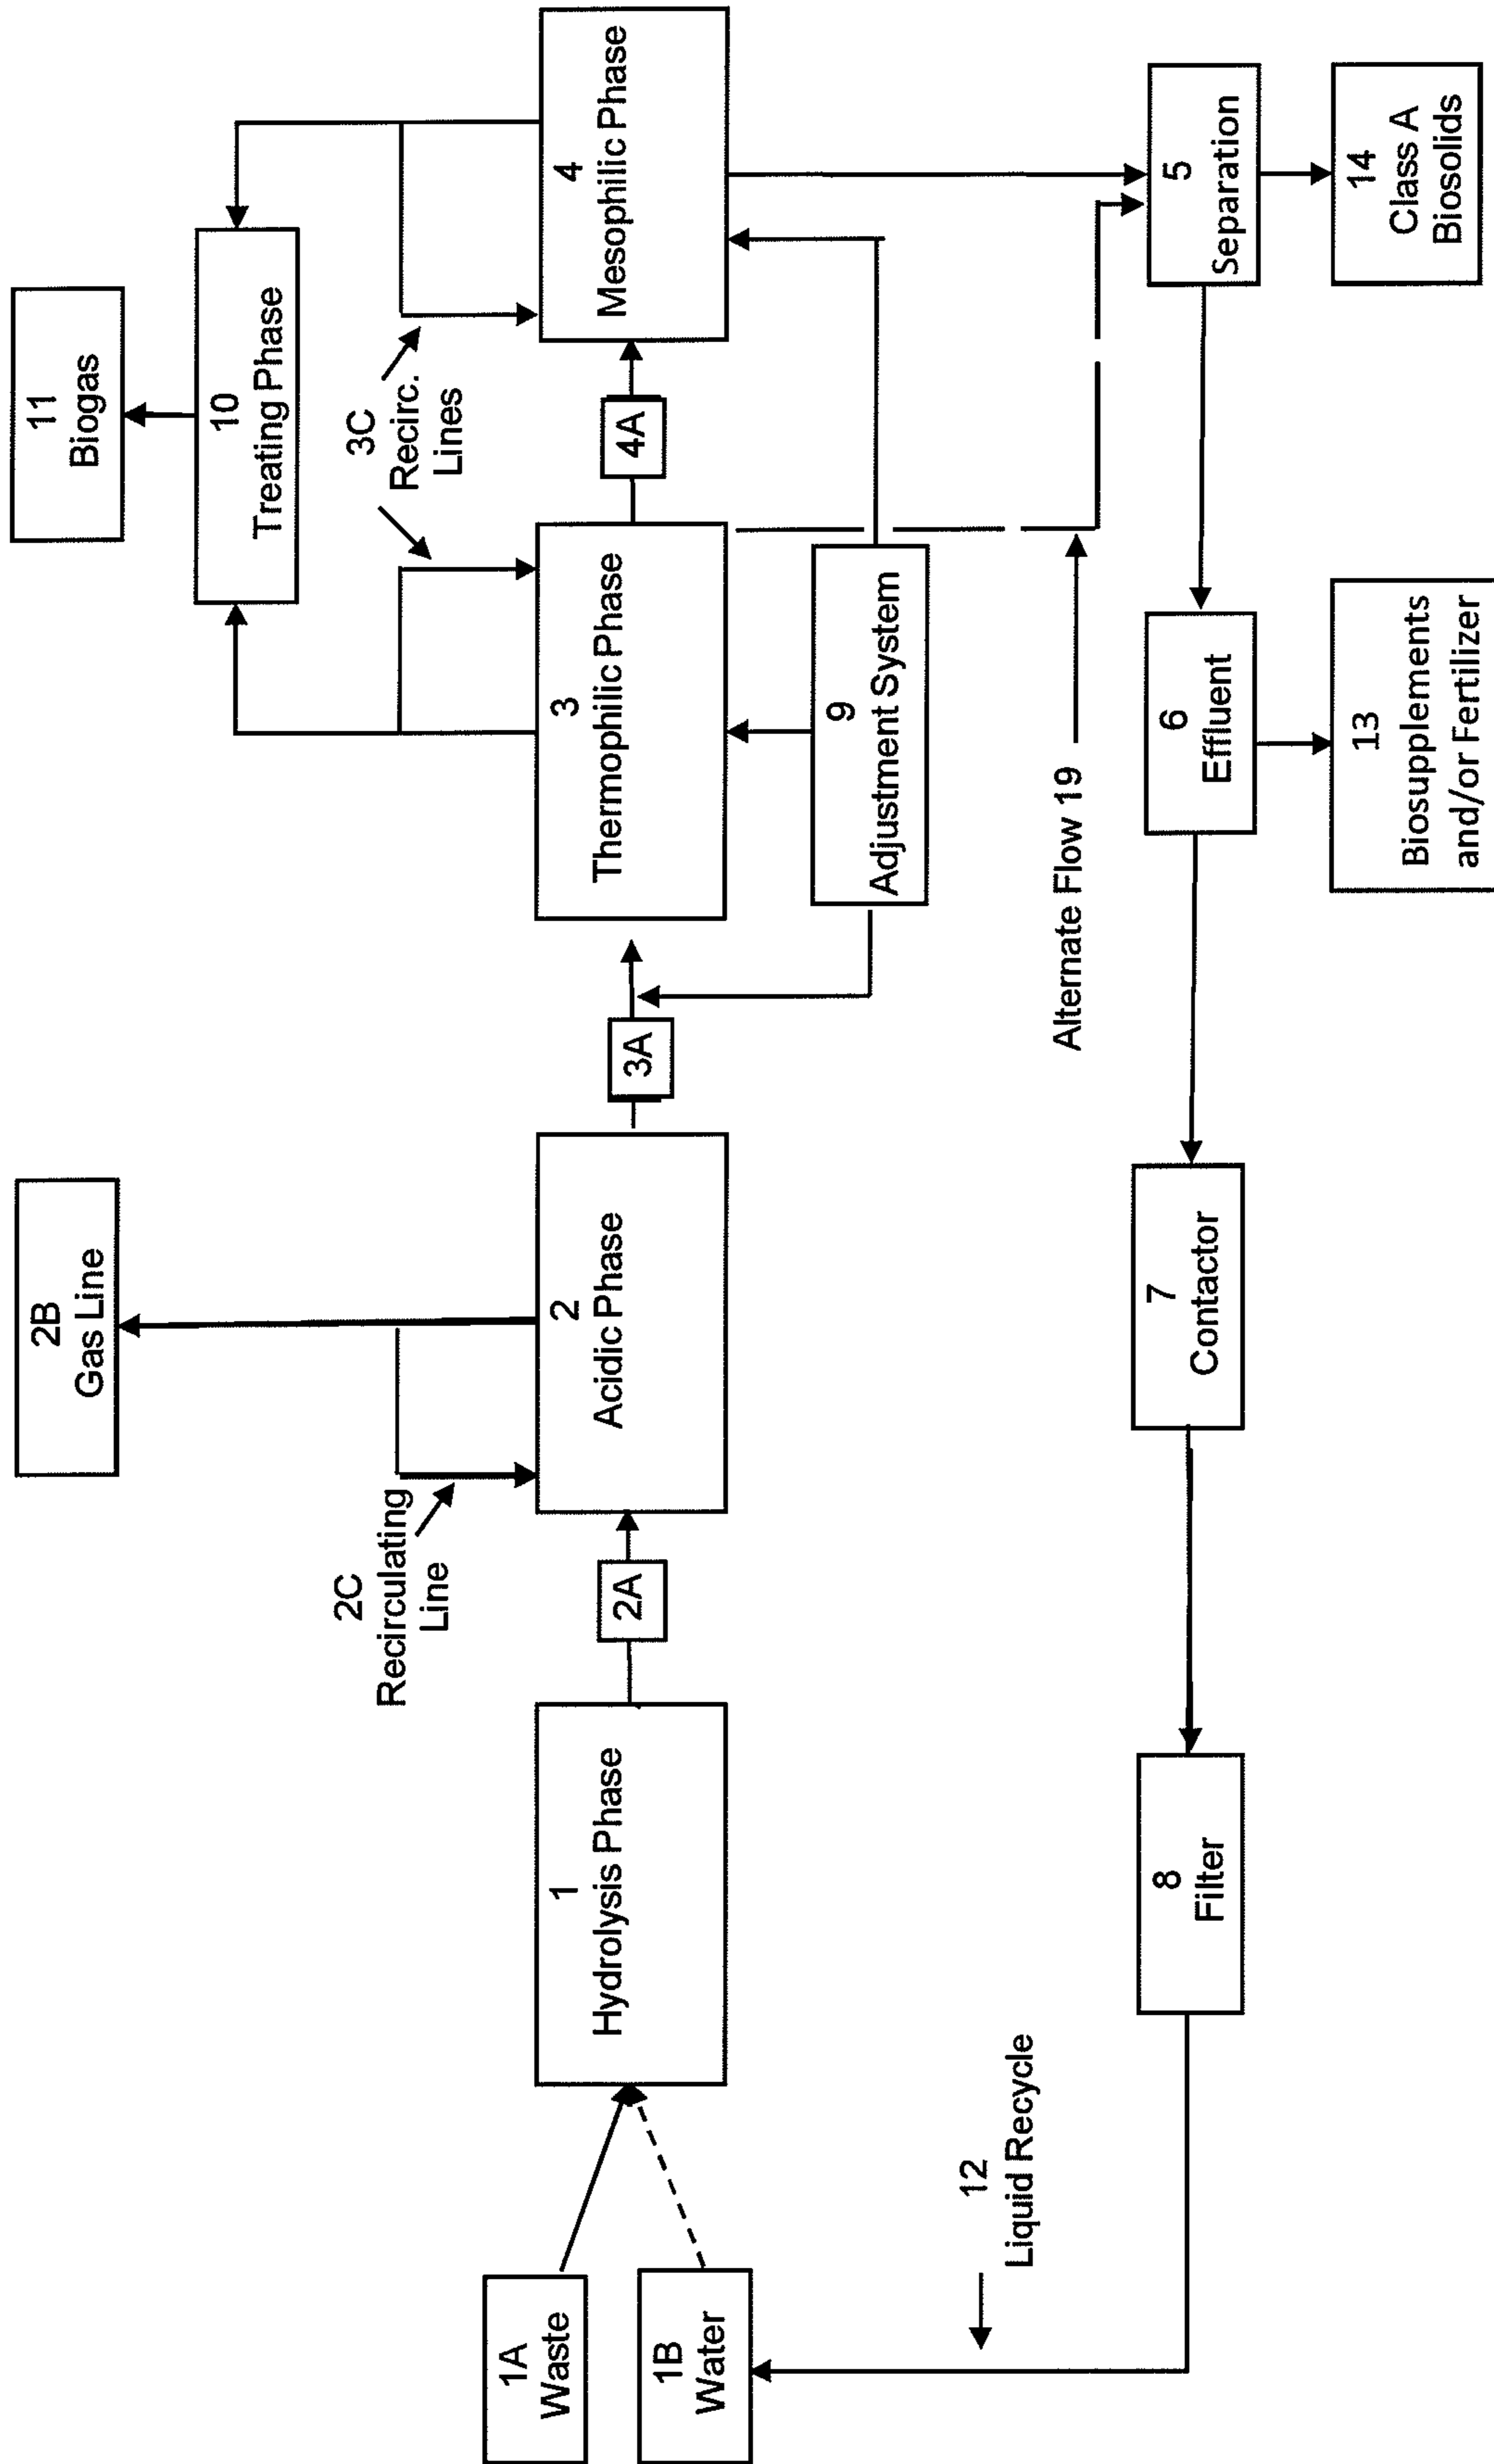 2B
Gas Line
11
Biogas
10
Treating Phase
2C
Recirculating
Line
3C
Recirc.
Lines
1A
Waste
1B
Water
1
Hydrolysis Phase
2A
2
Acidic Phase
3A
3
Thermophilic Phase
4A
4
Mesophilic Phase
9
Adjustment System
12
Liquid Recycle
Alternate Flow 19
8
Filter
7
Contactor
6
Effluent
5
Separation
13
Biosupplements
and/or Fertilizer
14
Class A
Biosolids